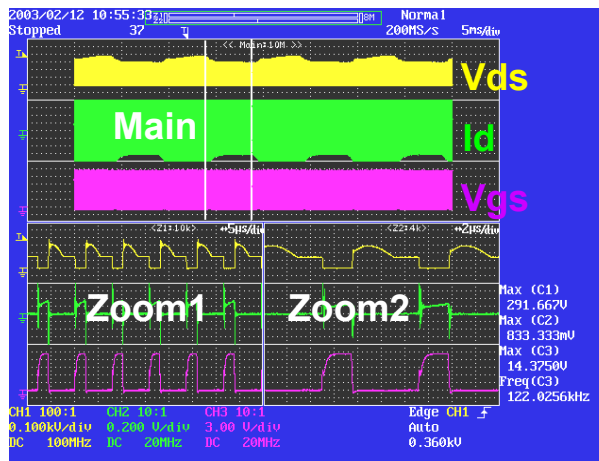 2003/02/12 10:55:33 Normal
Stopped 37 200MS/s 5ms/div
<< Main:10M >>
Vds
Main
Id
Vgs
<Z1:10k> ↔5µs/div <Z2:4k> ↔2µs/div
Zoom1 Zoom2
Max (C1)
291.667V
Max (C2)
833.333mV
Max (C3)
14.3750V
Freq(C3)
122.0256kHz
CH1 100:1 CH2 10:1 CH3 10:1 Edge CH1
0.100kV/div 0.200 V/div 3.00 V/div Auto
DC 100MHz DC 20MHz DC 20MHz 0.360kV